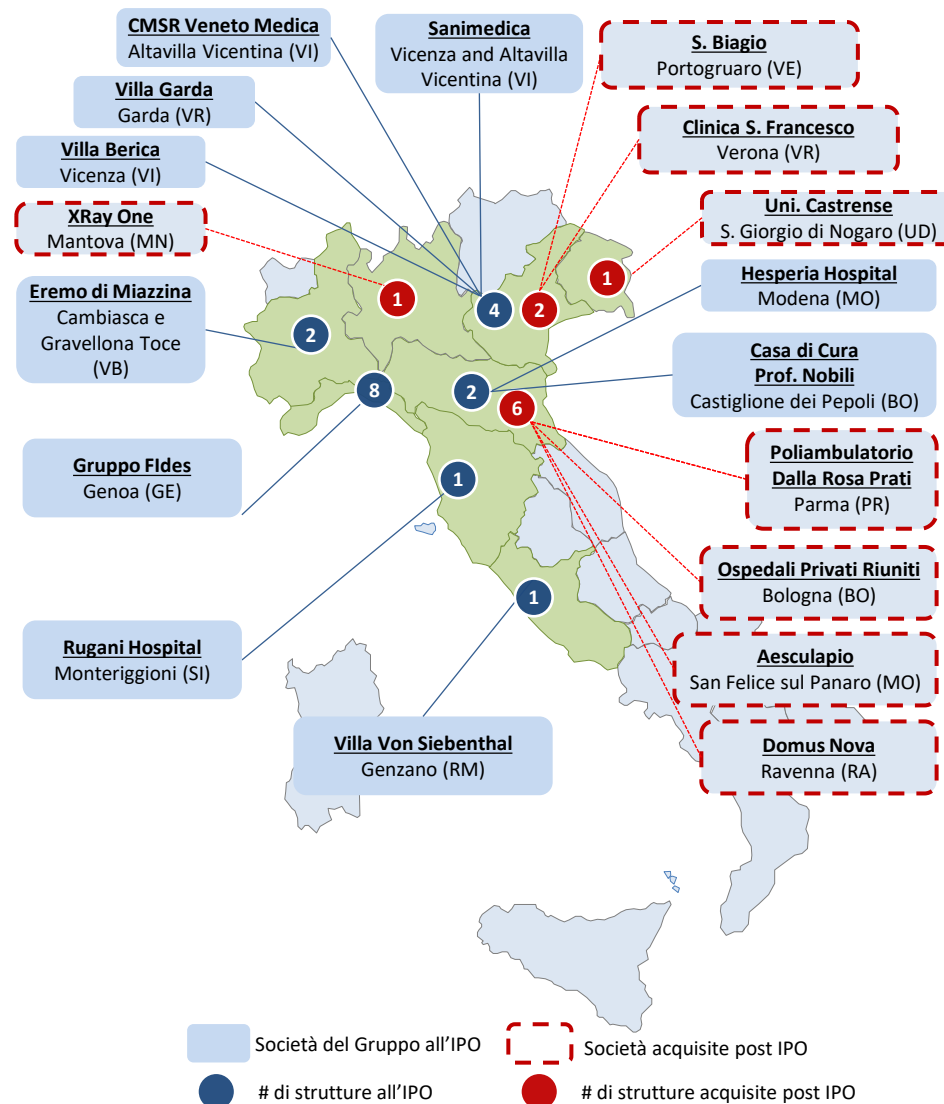 CMSR Veneto Medica
Altavilla Vicentina (VI)
Sanimedica
Vicenza and Altavilla
Vicentina (VI)
S. Biagio
Portogruaro (VE)
Villa Garda
Garda (VR)
Clinica S. Francesco
Verona (VR)
Villa Berica
Vicenza (VI)
XRay One
Mantova (MN)
Uni. Castrense
S. Giorgio di Nogaro (UD)
Eremo di Miazzina
Cambiasca e
Gravellona Toce
(VB)
Hesperia Hospital
Modena (MO)
Casa di Cura
Prof. Nobili
Castiglione dei Pepoli (BO)
1
1
4
2
2
8
2
6
1
1
Gruppo FIdes
Genoa (GE)
Poliambulatorio
Dalla Rosa Prati
Parma (PR)
Ospedali Privati Riuniti
Bologna (BO)
Rugani Hospital
Monteriggioni (SI)
Aesculapio
San Felice sul Panaro (MO)
Villa Von Siebenthal
Genzano (RM)
Domus Nova
Ravenna (RA)
Società del Gruppo all'IPO
Società acquisite post IPO
# di strutture all'IPO
# di strutture acquisite post IPO